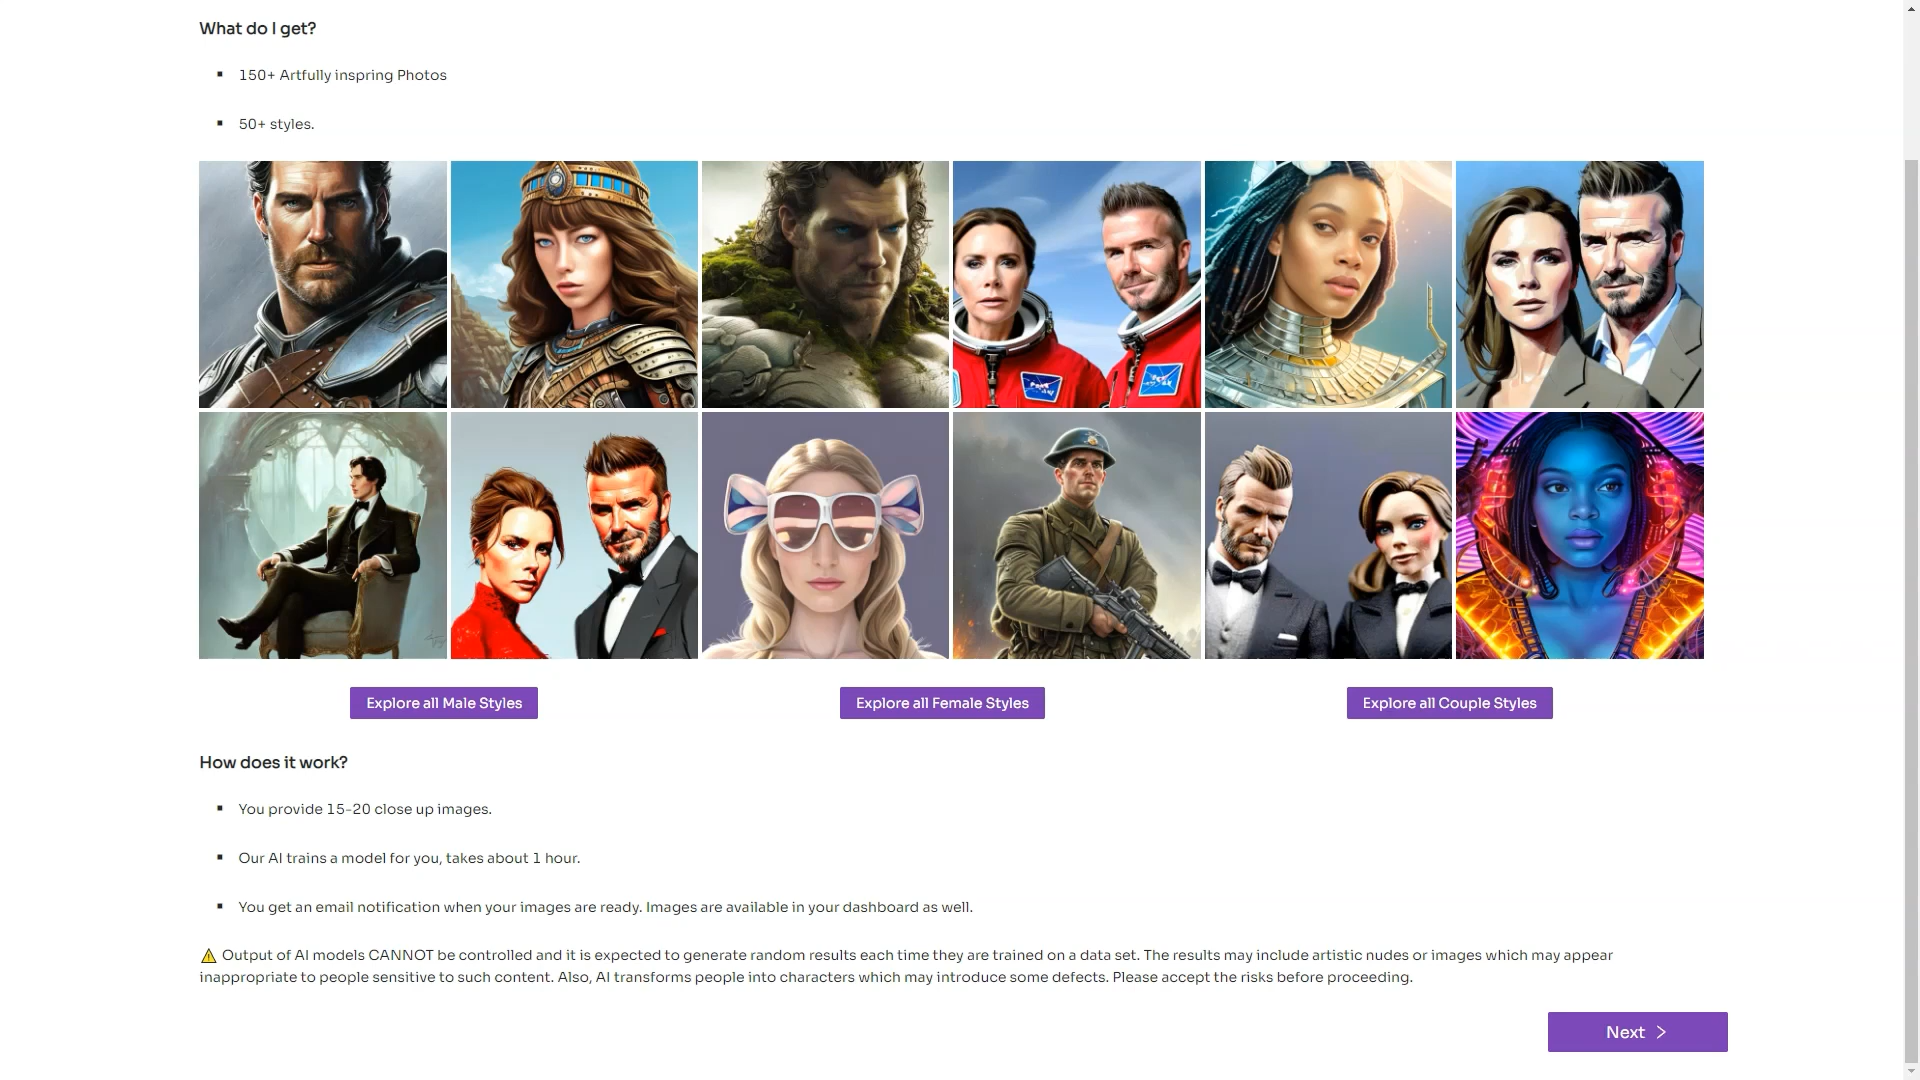 What do I get?
150+ Artfully inspring Photos
50+ styles.
Explore all Male Styles
Explore all Female Styles
Explore all Couple Styles
How does it work?
You provide 15-20 close up images.
Our AI trains a model for you, takes about 1 hour.
You get an email notification when your images are ready. Images are available in your dashboard as well.
⚠ Output of AI models CANNOT be controlled and it is expected to generate random results each time they are trained on a data set. The results may include artistic nudes or images which may appear
inappropriate to people sensitive to such content. Also, AI transforms people into characters which may introduce some defects. Please accept the risks before proceeding.
Next